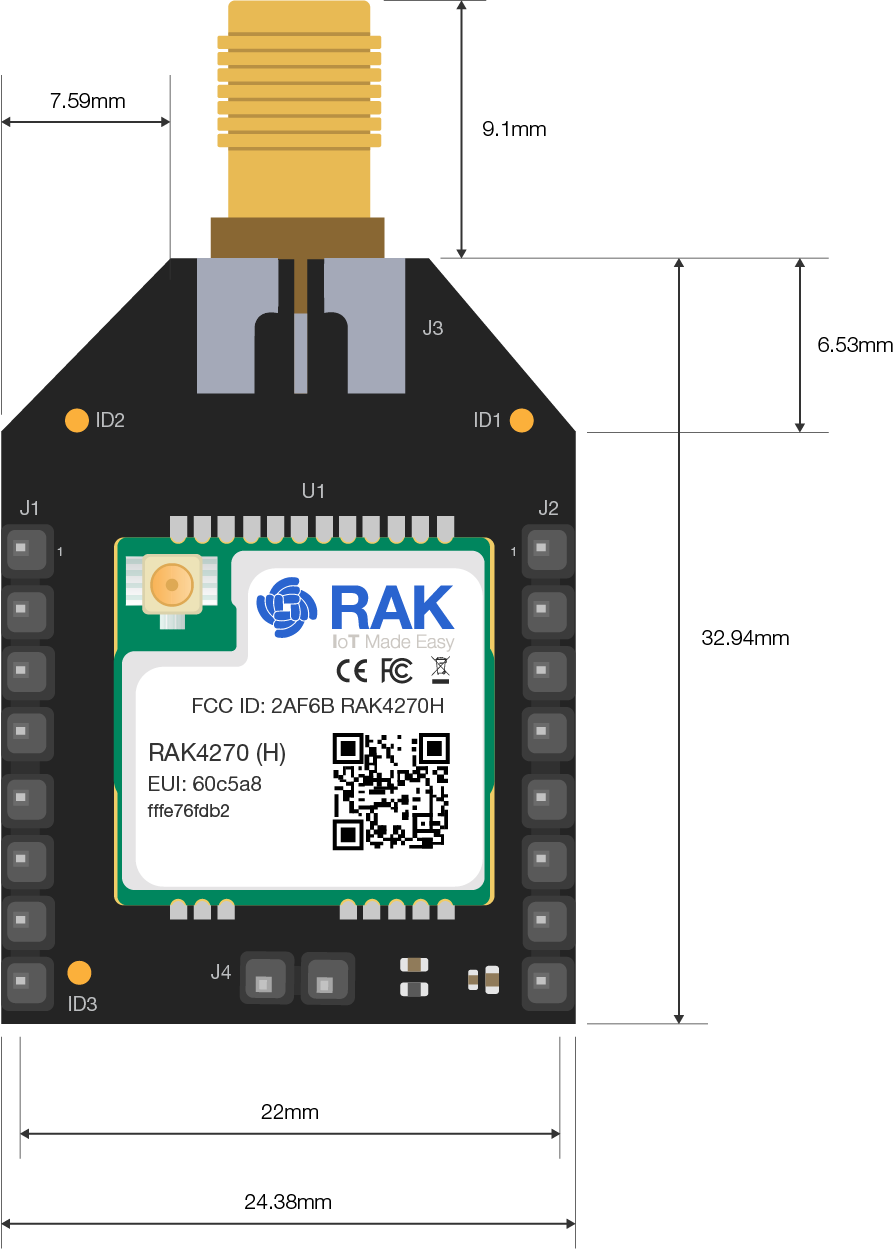 7.59mm
9.1mm
J3
6.53mm
ID2
ID1
U1
J1
J2
1
1
RAK
IoT Made Easy
CE FC
32.94mm
FCC ID: 2AF6B RAK4270H
RAK4270 (H)
EUI: 60c5a8
fffe76fdb2
J4
ID3
22mm
24.38mm